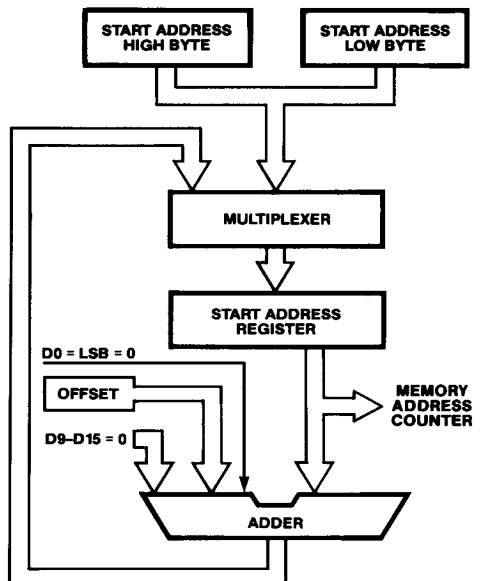 START ADDRESS
HIGH BYTE
START ADDRESS
LOW BYTE
MULTIPLEXER
START ADDRESS
REGISTER
D0 = LSB = 0
OFFSET
D9–D15 = 0
MEMORY
ADDRESS
COUNTER
ADDER